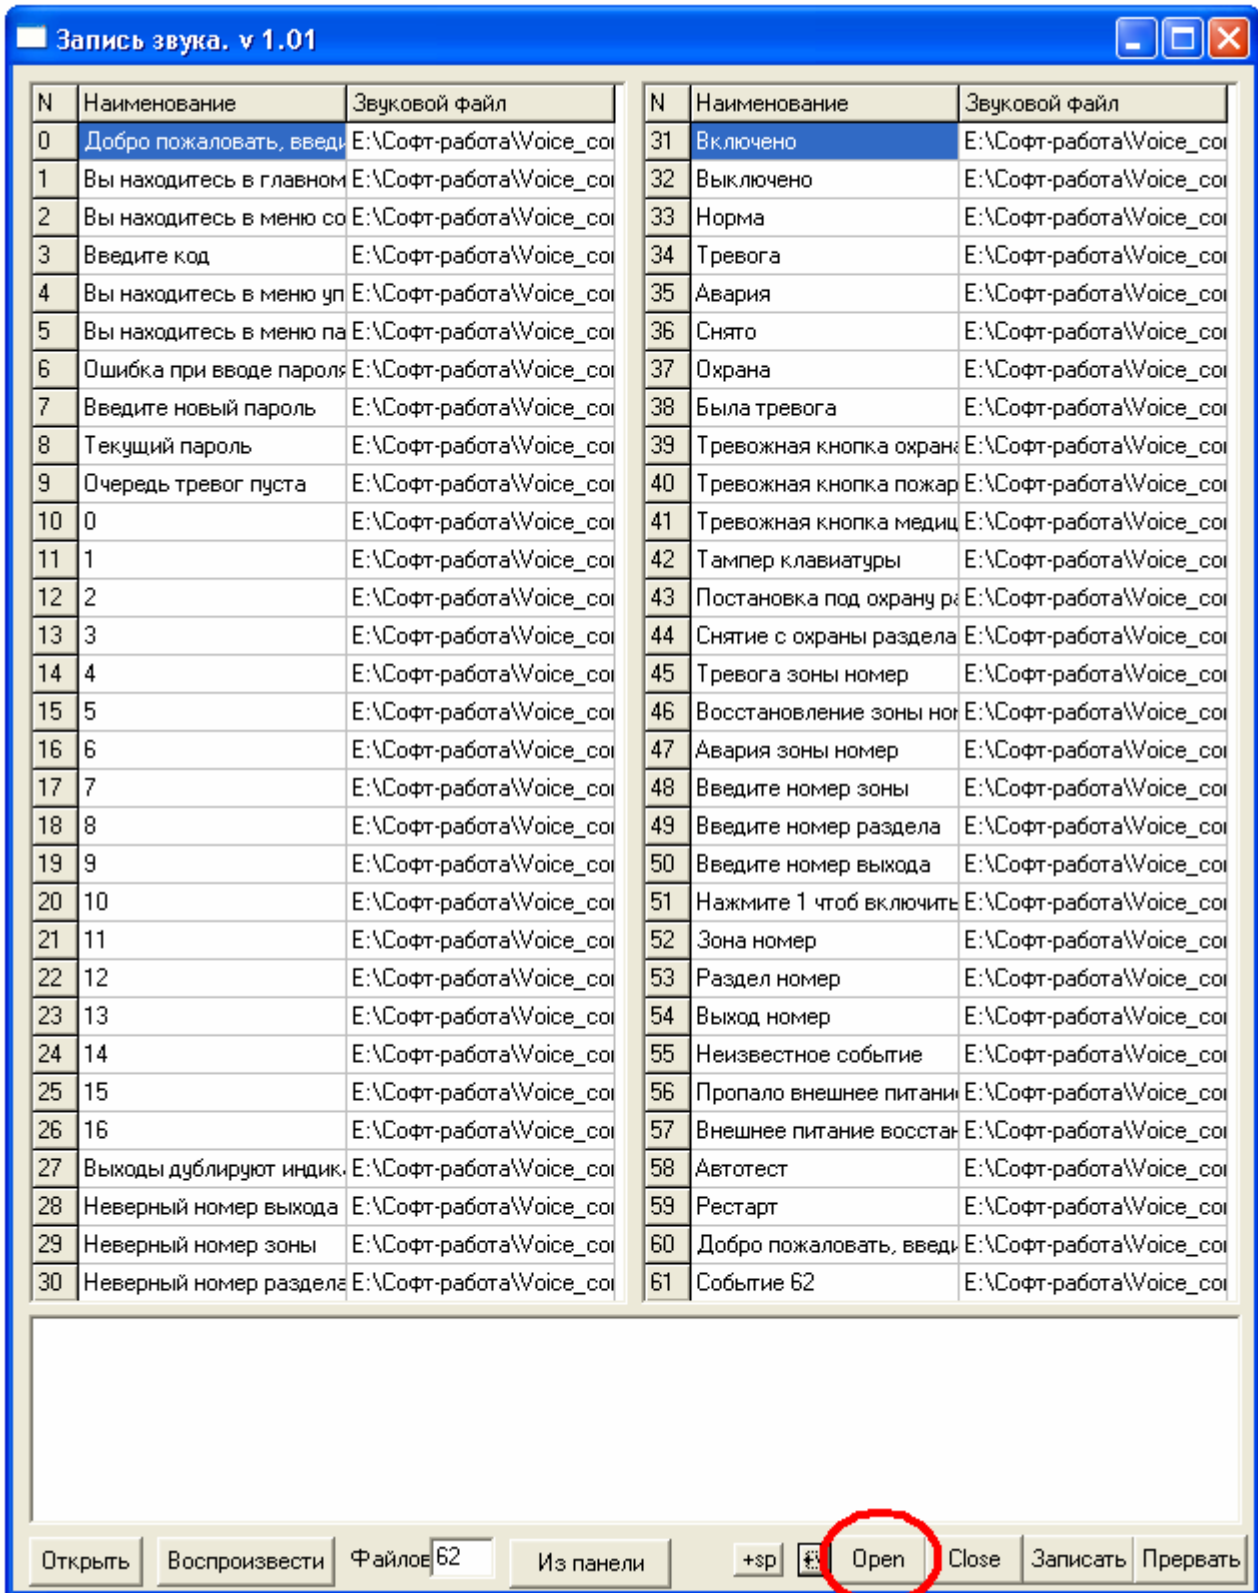 Запись звука. v 1.01
N Наименование Звуковой файл
0 Добро пожаловать, введи E:\Софт-работа\Voice_co
1 Вы находитесь в главном E:\Софт-работа\Voice_co
2 Вы находитесь в меню со E:\Софт-работа\Voice_co
3 Введите код E:\Софт-работа\Voice_co
4 Вы находитесь в меню уп E:\Софт-работа\Voice_co
5 Вы находитесь в меню па E:\Софт-работа\Voice_co
6 Ошибка при вводе пароля E:\Софт-работа\Voice_co
7 Введите новый пароль E:\Софт-работа\Voice_co
8 Текущий пароль E:\Софт-работа\Voice_co
9 Очередь тревог пуста E:\Софт-работа\Voice_co
10 0 E:\Софт-работа\Voice_co
11 1 E:\Софт-работа\Voice_co
12 2 E:\Софт-работа\Voice_co
13 3 E:\Софт-работа\Voice_co
14 4 E:\Софт-работа\Voice_co
15 5 E:\Софт-работа\Voice_co
16 6 E:\Софт-работа\Voice_co
17 7 E:\Софт-работа\Voice_co
18 8 E:\Софт-работа\Voice_co
19 9 E:\Софт-работа\Voice_co
20 10 E:\Софт-работа\Voice_co
21 11 E:\Софт-работа\Voice_co
22 12 E:\Софт-работа\Voice_co
23 13 E:\Софт-работа\Voice_co
24 14 E:\Софт-работа\Voice_co
25 15 E:\Софт-работа\Voice_co
26 16 E:\Софт-работа\Voice_co
27 Выходы дублируют индик E:\Софт-работа\Voice_co
28 Неверный номер выхода E:\Софт-работа\Voice_co
29 Неверный номер зоны E:\Софт-работа\Voice_co
30 Неверный номер раздела E:\Софт-работа\Voice_co
N Наименование Звуковой файл
31 Включено E:\Софт-работа\Voice_co
32 Выключено E:\Софт-работа\Voice_co
33 Норма E:\Софт-работа\Voice_co
34 Тревога E:\Софт-работа\Voice_co
35 Авария E:\Софт-работа\Voice_co
36 Снято E:\Софт-работа\Voice_co
37 Охрана E:\Софт-работа\Voice_co
38 Была тревога E:\Софт-работа\Voice_co
39 Тревожная кнопка охрана E:\Софт-работа\Voice_co
40 Тревожная кнопка пожар E:\Софт-работа\Voice_co
41 Тревожная кнопка медиц E:\Софт-работа\Voice_co
42 Тампер клавиатуры E:\Софт-работа\Voice_co
43 Постановка под охрану ра E:\Софт-работа\Voice_co
44 Снятие с охраны раздела E:\Софт-работа\Voice_co
45 Тревога зоны номер E:\Софт-работа\Voice_co
46 Восстановление зоны ном E:\Софт-работа\Voice_co
47 Авария зоны номер E:\Софт-работа\Voice_co
48 Введите номер зоны E:\Софт-работа\Voice_co
49 Введите номер раздела E:\Софт-работа\Voice_co
50 Введите номер выхода E:\Софт-работа\Voice_co
51 Нажмите 1 чтоб включить E:\Софт-работа\Voice_co
52 Зона номер E:\Софт-работа\Voice_co
53 Раздел номер E:\Софт-работа\Voice_co
54 Выход номер E:\Софт-работа\Voice_co
55 Неизвестное событие E:\Софт-работа\Voice_co
56 Пропало внешнее питание E:\Софт-работа\Voice_co
57 Внешнее питание восстан E:\Софт-работа\Voice_co
58 Автотест E:\Софт-работа\Voice_co
59 Рестарт E:\Софт-работа\Voice_co
60 Добро пожаловать, введи E:\Софт-работа\Voice_co
61 Событие 62 E:\Софт-работа\Voice_co
Открыть Воспроизвести Файлов 62 Из панели +sp Open Close Записать Прервать